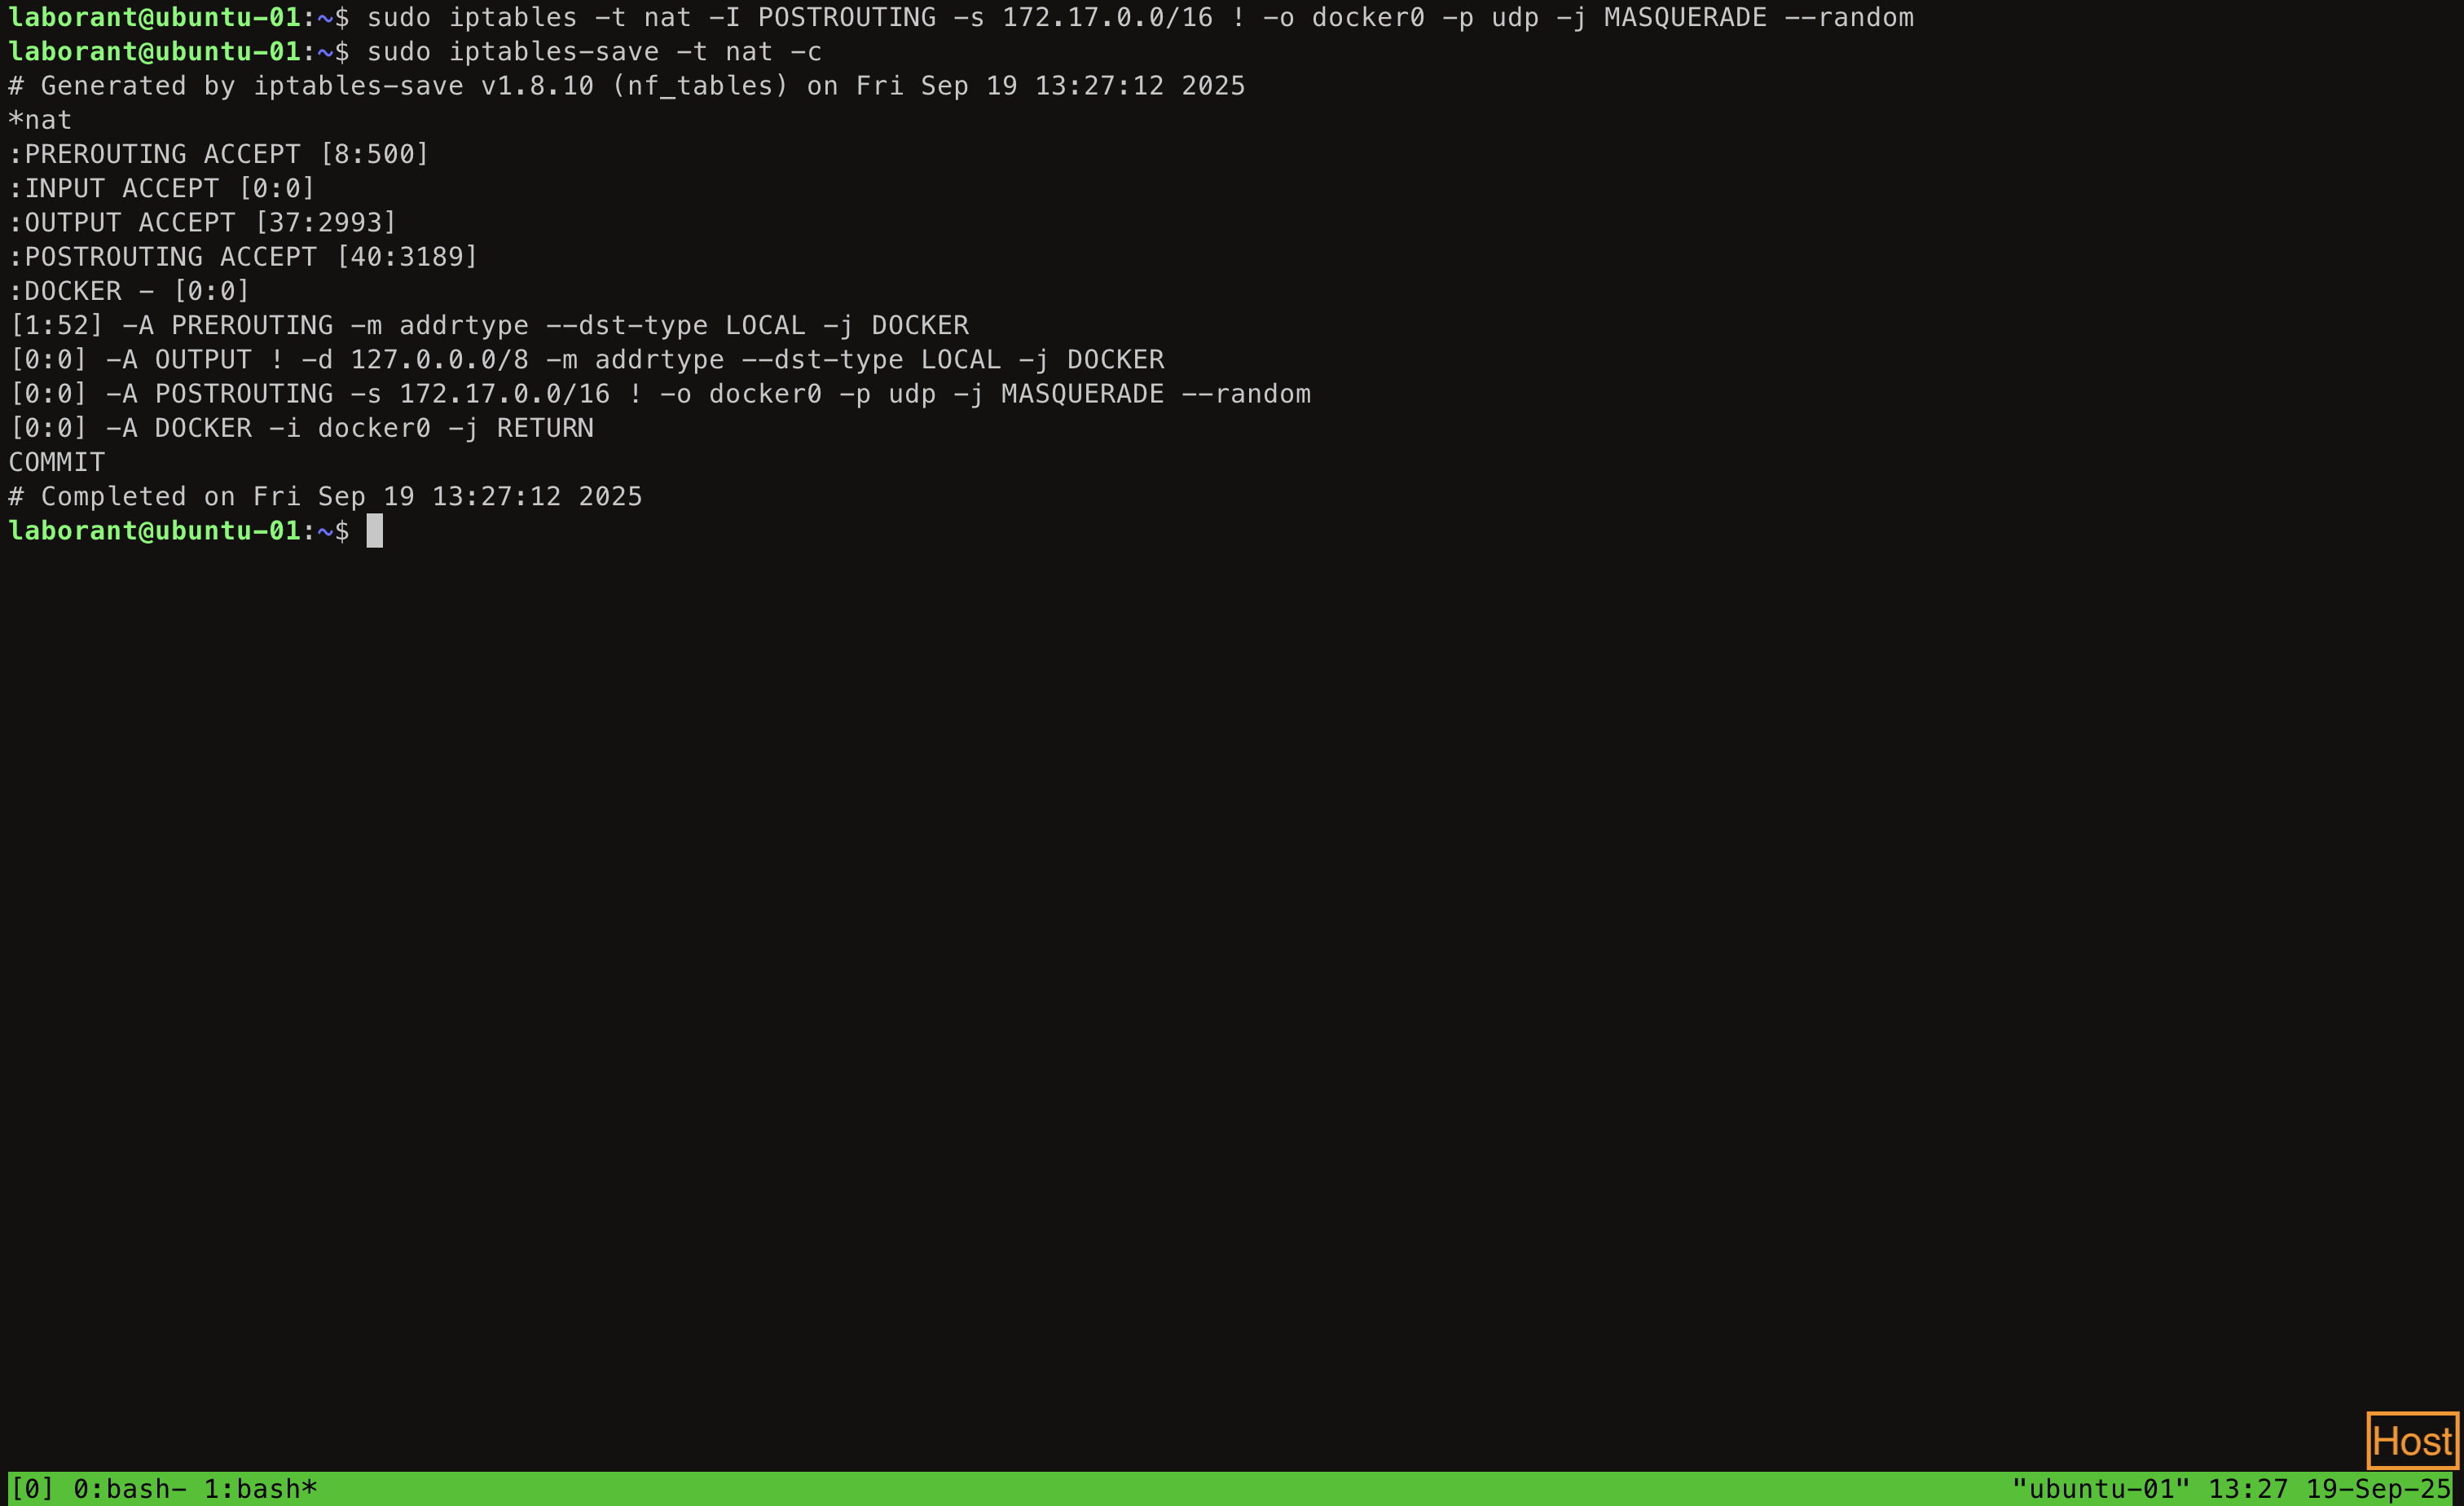 laborant@ubuntu-01:~$ sudo iptables -t nat -I POSTROUTING -s 172.17.0.0/16 ! -o docker0 -p udp -j MASQUERADE --random
laborant@ubuntu-01:~$ sudo iptables-save -t nat -c
# Generated by iptables-save v1.8.10 (nf_tables) on Fri Sep 19 13:27:12 2025
*nat
:PREROUTING ACCEPT [8:500]
:INPUT ACCEPT [0:0]
:OUTPUT ACCEPT [37:2993]
:POSTROUTING ACCEPT [40:3189]
:DOCKER - [0:0]
[1:52] -A PREROUTING -m addrtype --dst-type LOCAL -j DOCKER
[0:0] -A OUTPUT ! -d 127.0.0.0/8 -m addrtype --dst-type LOCAL -j DOCKER
[0:0] -A POSTROUTING -s 172.17.0.0/16 ! -o docker0 -p udp -j MASQUERADE --random
[0:0] -A DOCKER -i docker0 -j RETURN
COMMIT
# Completed on Fri Sep 19 13:27:12 2025
laborant@ubuntu-01:~$
Host
[0] 0:bash- 1:bash* "ubuntu-01" 13:27 19-Sep-25